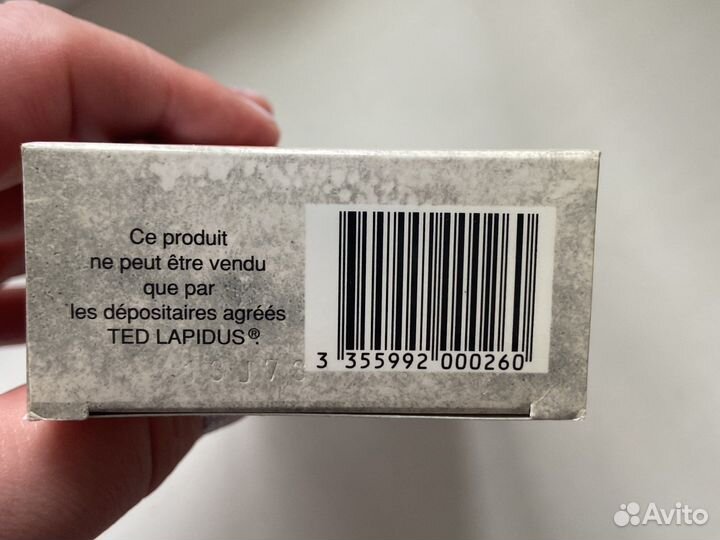 Ce produit
ne peut être vendu
que par
les dépositaires agréés
TED LAPIDUS®.
3 355992 000260
Avito